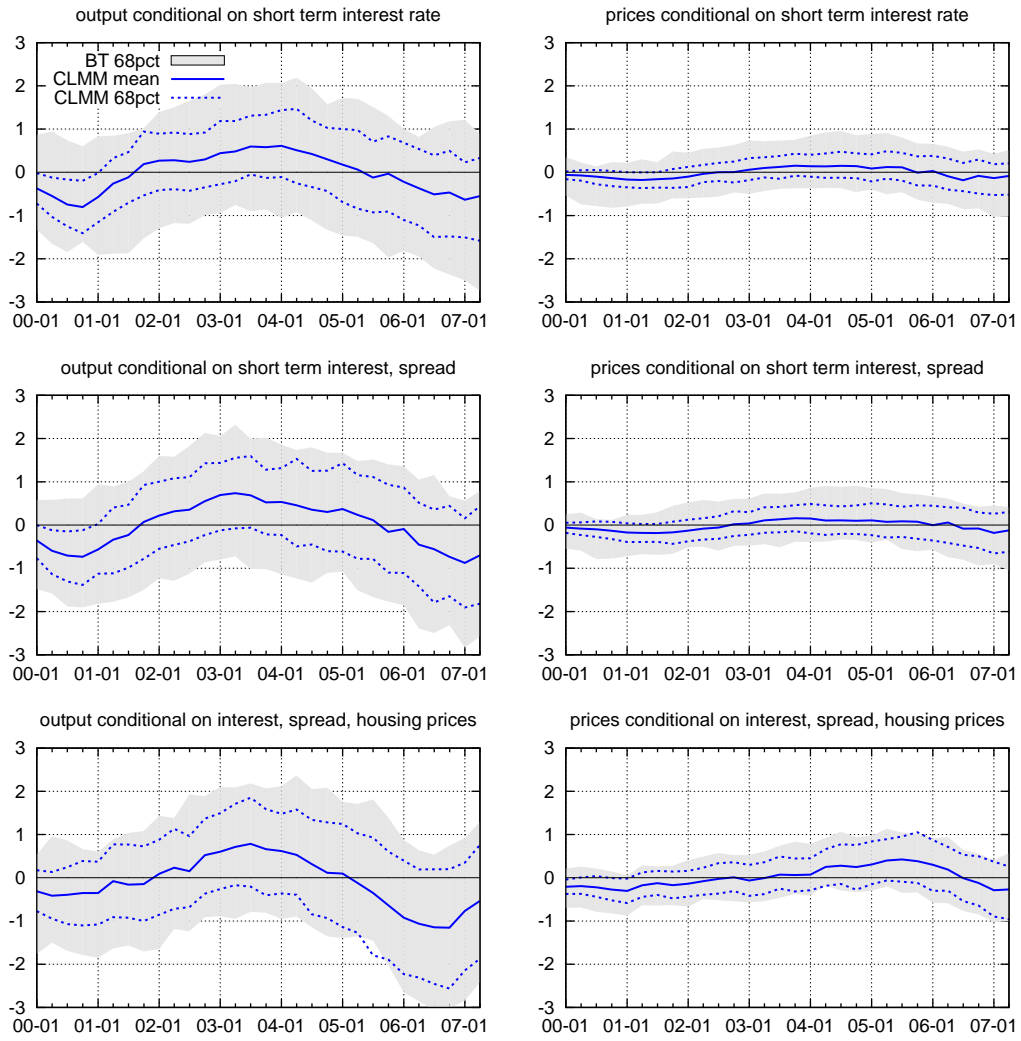 output conditional on short term interest rate
3
2
1
0
-1
-2
-3
00-01 01-01 02-01 03-01 04-01 05-01 06-01 07-01
BT 68pct
CLMM mean
CLMM 68pct
prices conditional on short term interest rate
3
2
1
0
-1
-2
-3
00-01 01-01 02-01 03-01 04-01 05-01 06-01 07-01
output conditional on short term interest, spread
3
2
1
0
-1
-2
-3
00-01 01-01 02-01 03-01 04-01 05-01 06-01 07-01
prices conditional on short term interest, spread
3
2
1
0
-1
-2
-3
00-01 01-01 02-01 03-01 04-01 05-01 06-01 07-01
output conditional on interest, spread, housing prices
3
2
1
0
-1
-2
-3
00-01 01-01 02-01 03-01 04-01 05-01 06-01 07-01
prices conditional on interest, spread, housing prices
3
2
1
0
-1
-2
-3
00-01 01-01 02-01 03-01 04-01 05-01 06-01 07-01